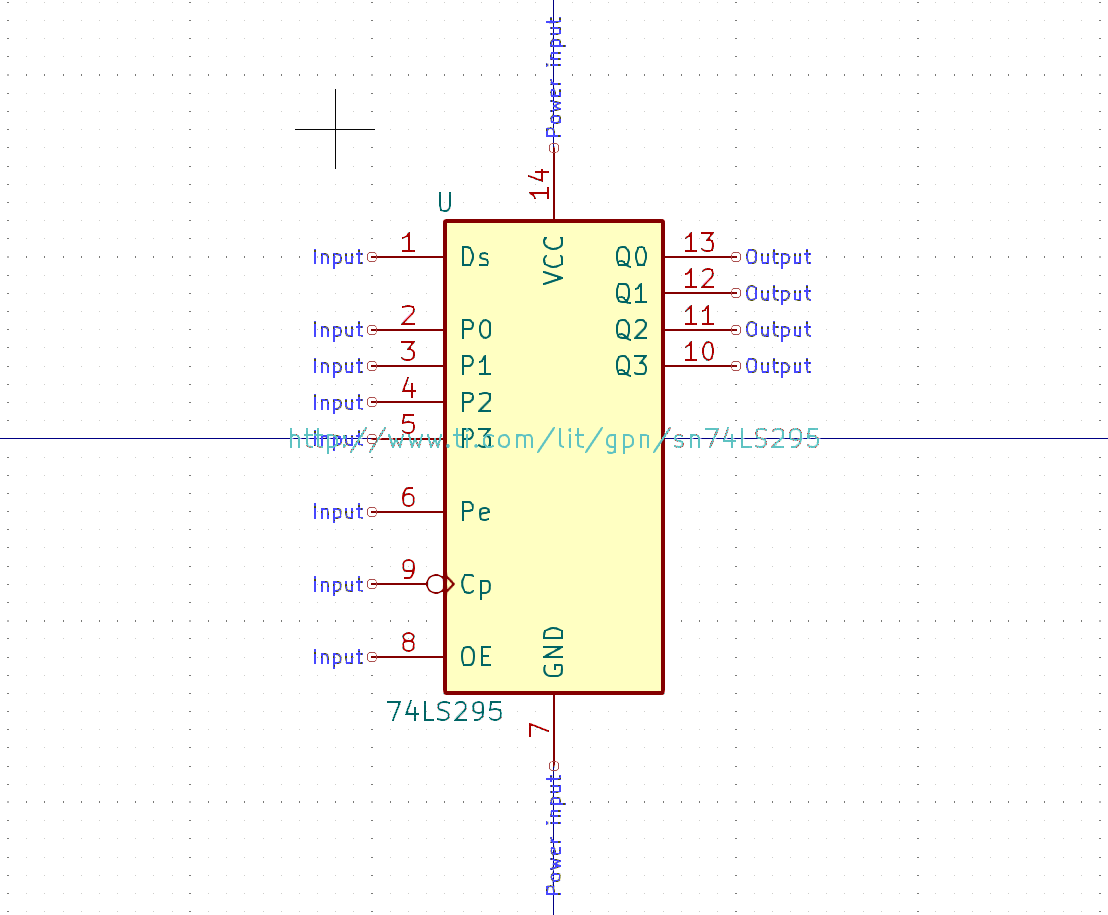 Power input
14
U
VCC
Input 1 Ds Q0 13 Output
Q1 12 Output
Input 2 P0 Q2 11 Output
Input 3 P1 Q3 10 Output
Input 4 P2
Input 5 P3
http://www.ti.com/lit/gpn/sn74LS295
Input 6 Pe
Input 9 Cp
Input 8 OE
GND
74LS295
7
Power input